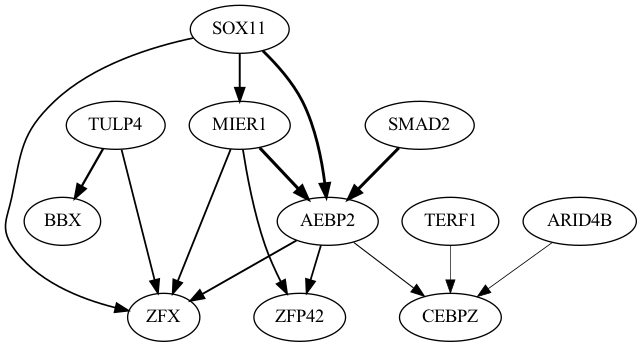 SOX11
TULP4
MIER1
SMAD2
BBX
AEBP2
TERF1
ARID4B
ZFX
ZFP42
CEBPZ